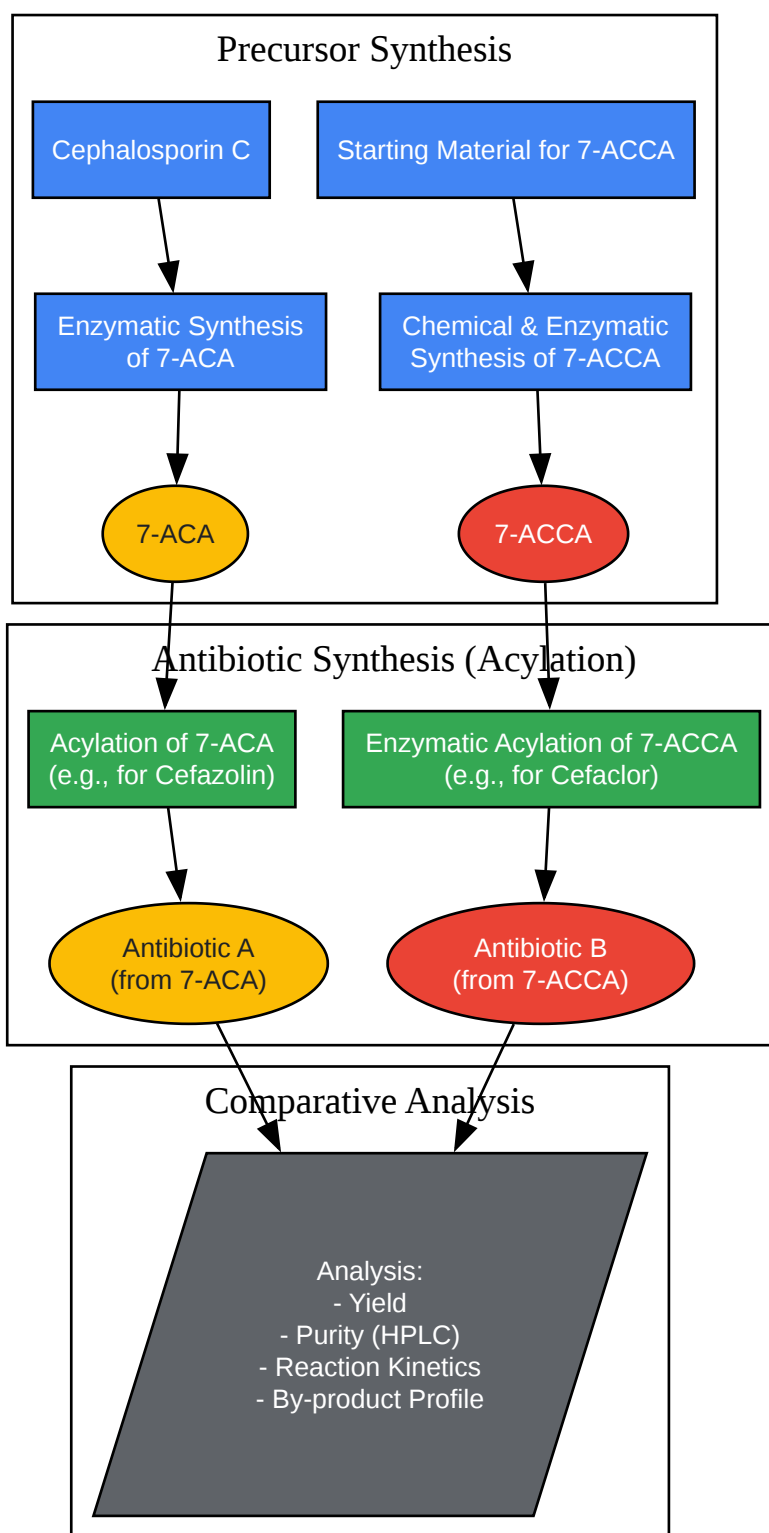 Precursor Synthesis
Cephalosporin C
Starting Material for 7-ACCA
Enzymatic Synthesis
of 7-ACA
Chemical & Enzymatic
Synthesis of 7-ACCA
7-ACA
7-ACCA
Antibiotic Synthesis (Acylation)
Acylation of 7-ACA
(e.g., for Cefazolin)
Enzymatic Acylation of 7-ACCA
(e.g., for Cefaclor)
Antibiotic A
(from 7-ACA)
Antibiotic B
(from 7-ACCA)
Comparative Analysis
Analysis:
- Yield
- Purity (HPLC)
- Reaction Kinetics
- By-product Profile